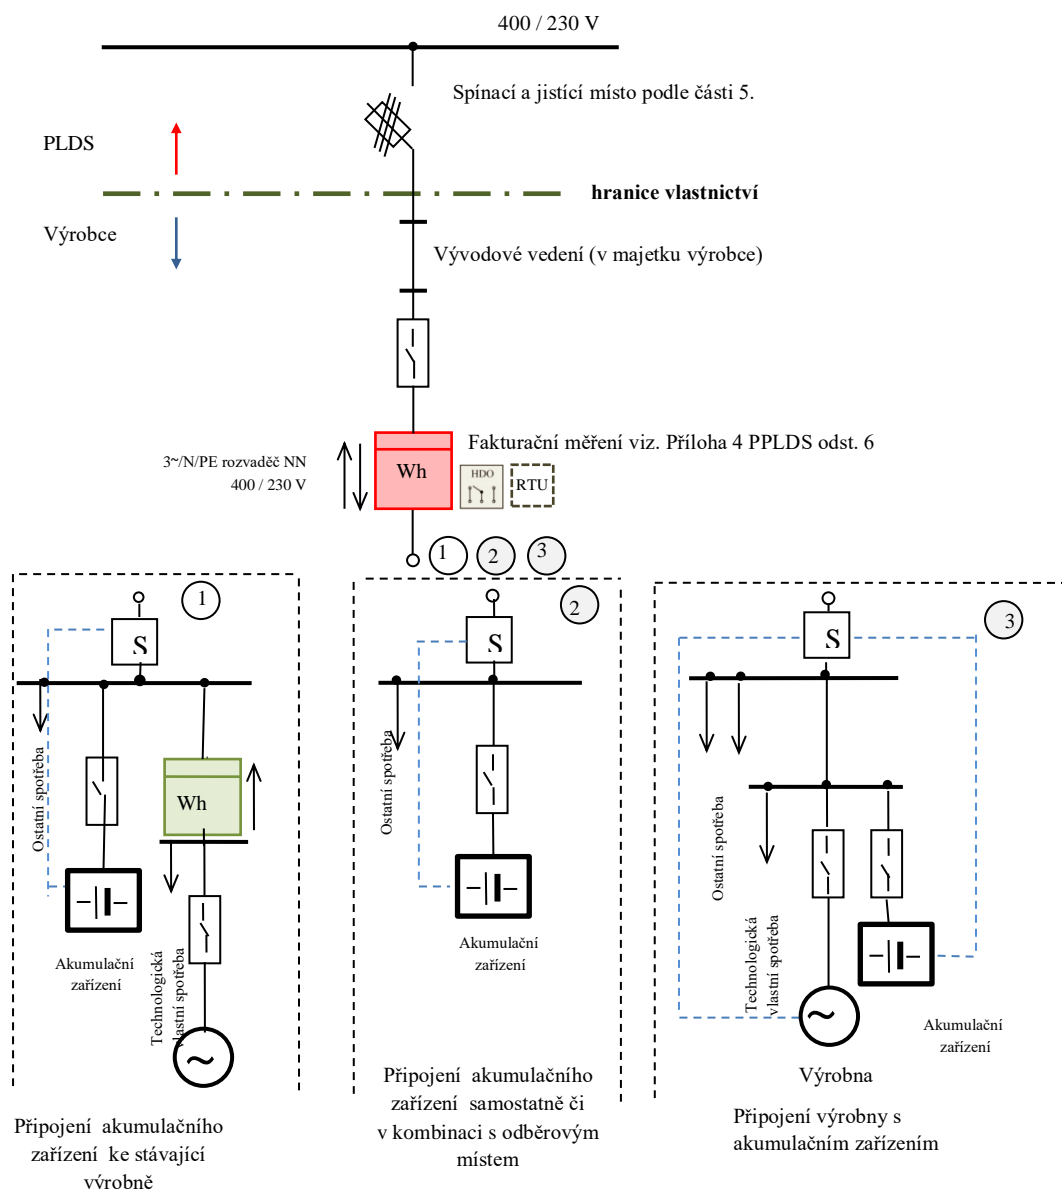 400 / 230 V
Spínací a jistící místo podle části 5.
PLDS
hranice vlastnictví
Výrobce
Vývodové vedení (v majetku výrobce)
Fakturační měření viz. Příloha 4 PPLDS odst. 6
3~/N/PE rozvaděč NN
400 / 230 V
Wh
HDO
RTU
1
2
3
1
S
Ostatní spotřeba
Wh
Akumulační
zařízení
Technologická
vlastní spotřeba
~
Připojení akumulačního
zařízení ke stávající
výrobně
2
S
Ostatní spotřeba
Akumulační
zařízení
Připojení akumulačního
zařízení samostatně či
v kombinaci s odběrovým
místem
3
S
Ostatní spotřeba
Technologická
vlastní spotřeba
~
Akumulační
zařízení
Výrobna
Připojení výrobny s
akumulačním zařízením